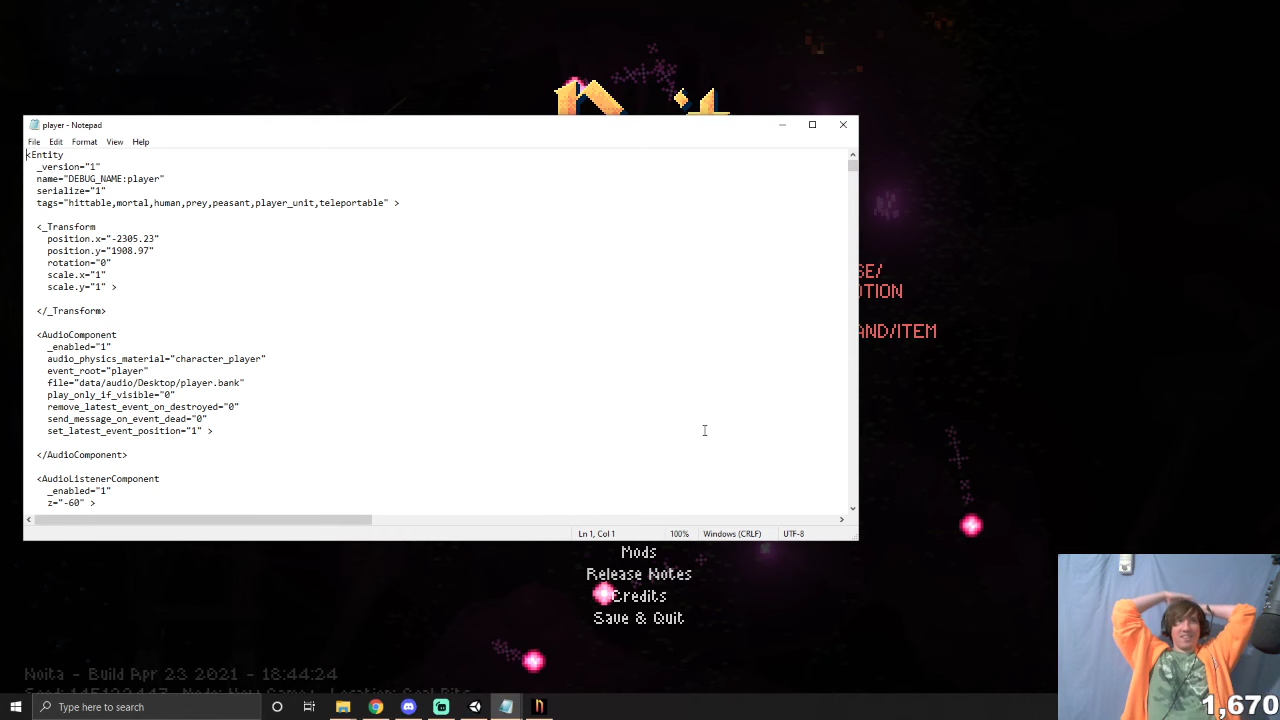 player - Notepad
File Edit Format View Help
<Entity
_version="1"
name="DEBUG_NAME:player"
serialize="1"
tags="hittable,mortal,human,prey,peasant,player_unit,teleportable" >
<_Transform
position.x="-2305.23"
position.y="1908.97"
rotation="0"
scale.x="1"
scale.y="1" >
</_Transform>
<AudioComponent
_enabled="1"
audio_physics_material="character_player"
event_root="player"
file="data/audio/Desktop/player.bank"
play_only_if_visible="0"
remove_latest_event_on_destroyed="0"
send_message_on_event_dead="0"
set_latest_event_position="1" >
</AudioComponent>
<AudioListenerComponent
_enabled="1"
z="-60" >
Ln 1, Col 1 100% Windows (CRLF) UTF-8
SE/
OTION
AND/ITEM
Mods
Release Notes
Credits
Save & Quit
Noita - Build Apr 23 2021 - 18:44:24
Type here to search
1,670